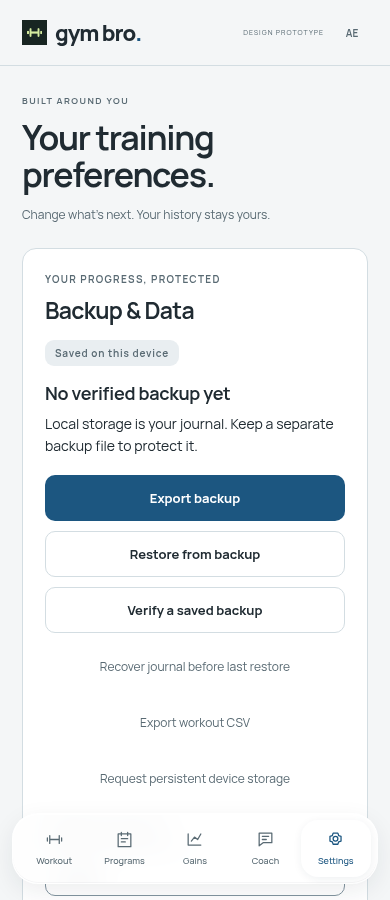 gym bro.
DESIGN PROTOTYPE
AE
BUILT AROUND YOU
Your training
preferences.
Change what's next. Your history stays yours.
YOUR PROGRESS, PROTECTED
Backup & Data
Saved on this device
No verified backup yet
Local storage is your journal. Keep a separate
backup file to protect it.
Export backup
Restore from backup
Verify a saved backup
Recover journal before last restore
Export workout CSV
Request persistent device storage
Workout
Programs
Gains
Coach
Settings